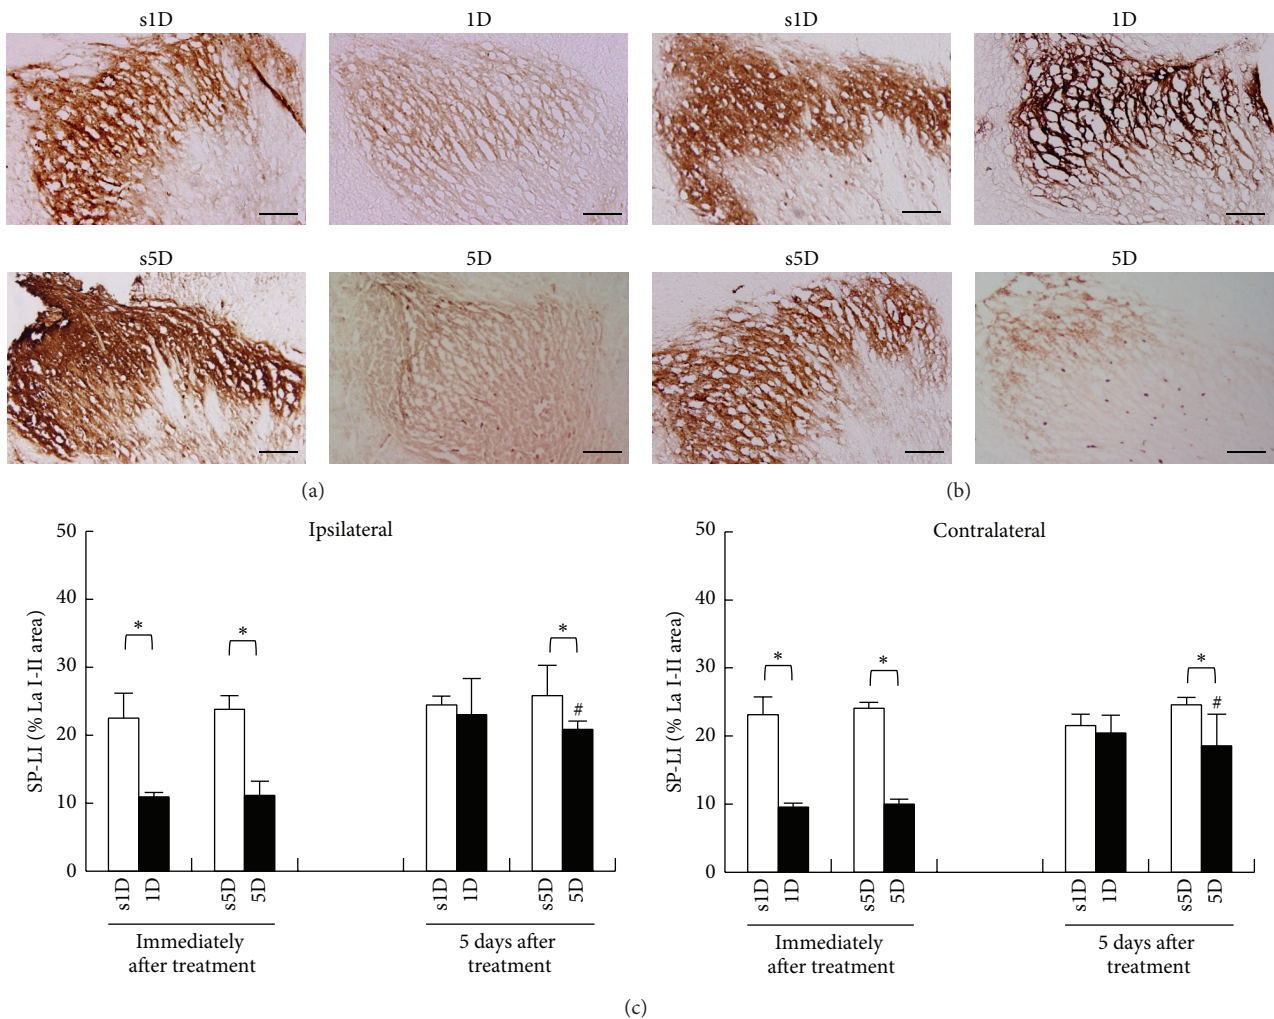 s1D 1D s1D 1D
s5D 5D s5D 5D
(a) (b)
Ipsilateral
SP-LI (% La I-II area)
50
40
30
20
10
0
*
*
*
#
s1D 1D s5D 5D s1D 1D s5D 5D
Immediately
after treatment
5 days after
treatment
Contralateral
SP-LI (% La I-II area)
50
40
30
20
10
0
*
*
*
#
s1D 1D s5D 5D s1D 1D s5D 5D
Immediately
after treatment
5 days after
treatment
(c)